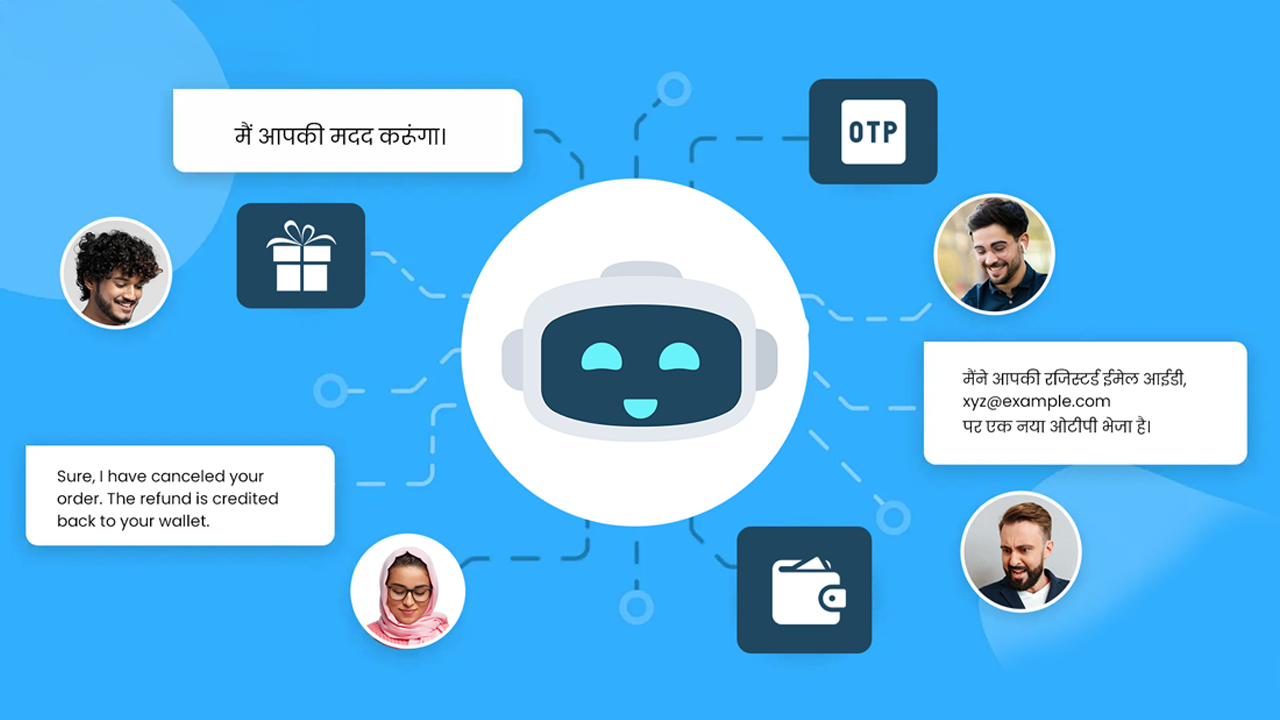 मैं आपकी मदद करूंगा।
OTP
मैंने आपकी रजिस्टर्ड ईमेल आईडी,
xyz@example.com
पर एक नया ओटीपी भेजा है।
Sure, I have canceled your
order. The refund is credited
back to your wallet.